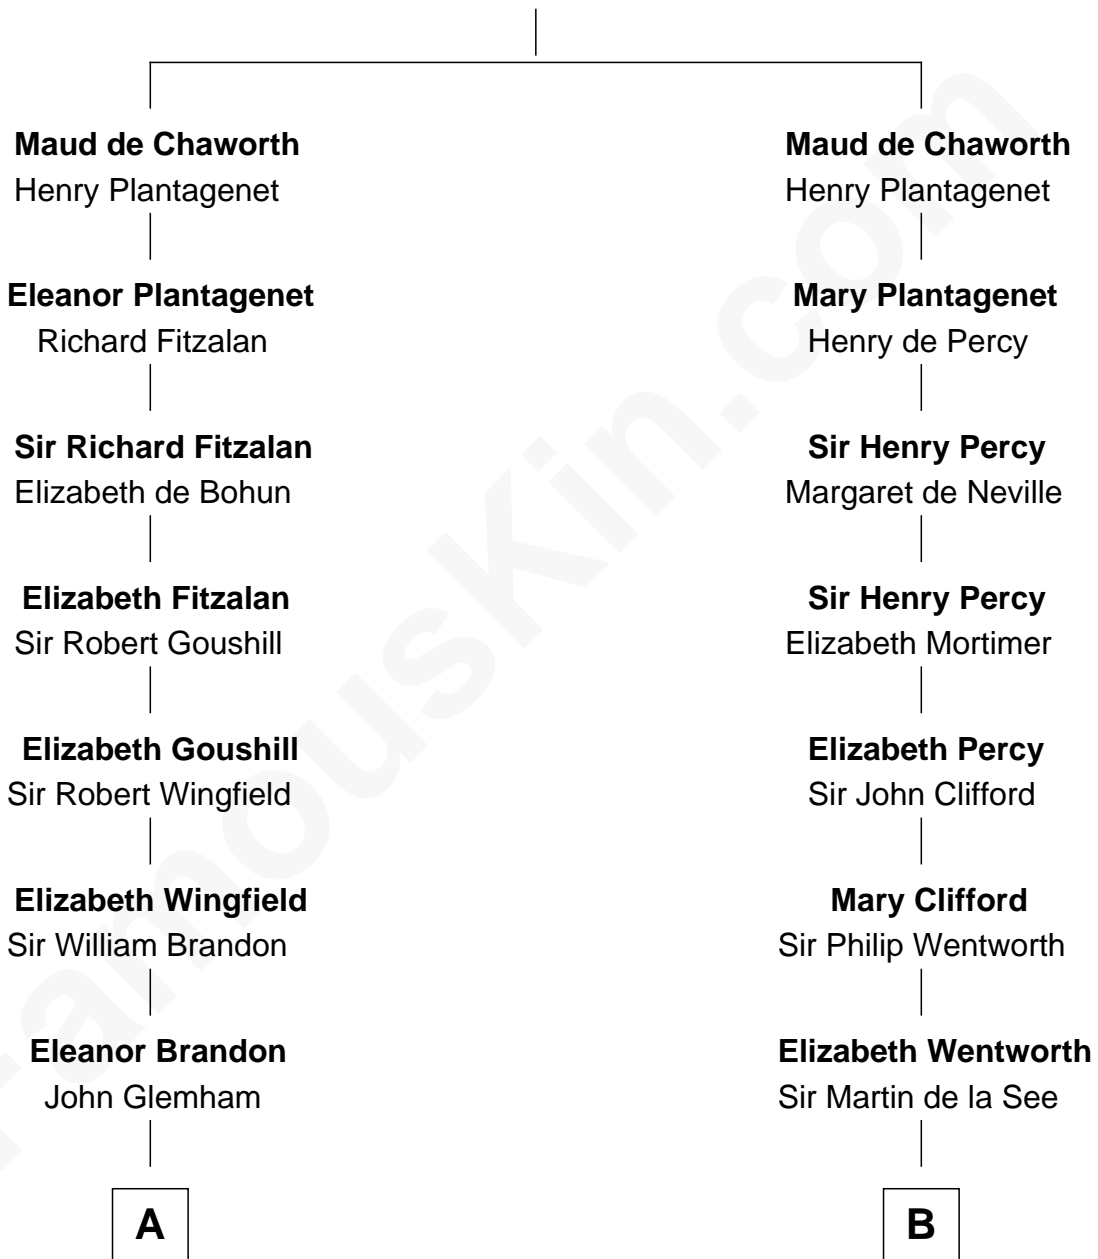 Maud de Chaworth
Henry Plantagenet
Eleanor Plantagenet
Richard Fitzalan
Sir Richard Fitzalan
Elizabeth de Bohun
Elizabeth Fitzalan
Sir Robert Goushill
Elizabeth Goushill
Sir Robert Wingfield
Elizabeth Wingfield
Sir William Brandon
Eleanor Brandon
John Glemham
A
Maud de Chaworth
Henry Plantagenet
Mary Plantagenet
Henry de Percy
Sir Henry Percy
Margaret de Neville
Sir Henry Percy
Elizabeth Mortimer
Elizabeth Percy
Sir John Clifford
Mary Clifford
Sir Philip Wentworth
Elizabeth Wentworth
Sir Martin de la See
B
FamousKin.com